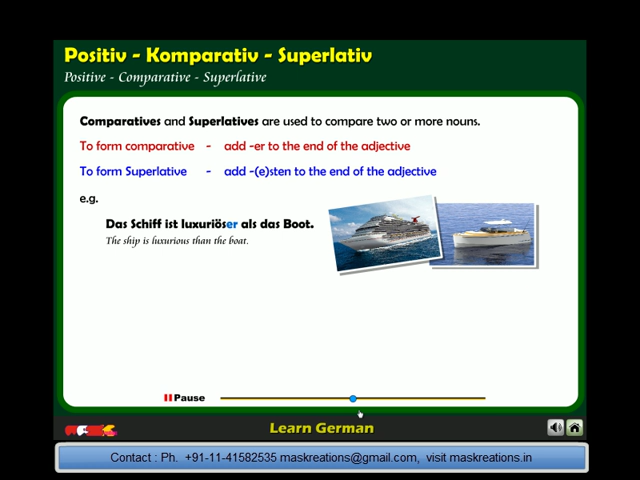 Positiv - Komparativ - Superlativ
Positive - Comparative - Superlative
Comparatives and Superlatives are used to compare two or more nouns.
To form comparative - add -er to the end of the adjective
To form Superlative - add -(e)sten to the end of the adjective
e.g.
Das Schiff ist luxuriöser als das Boot.
The ship is luxurious than the boat.
Pause
Learn German
Contact : Ph. +91-11-41582535 maskreations@gmail.com, visit maskreations.in